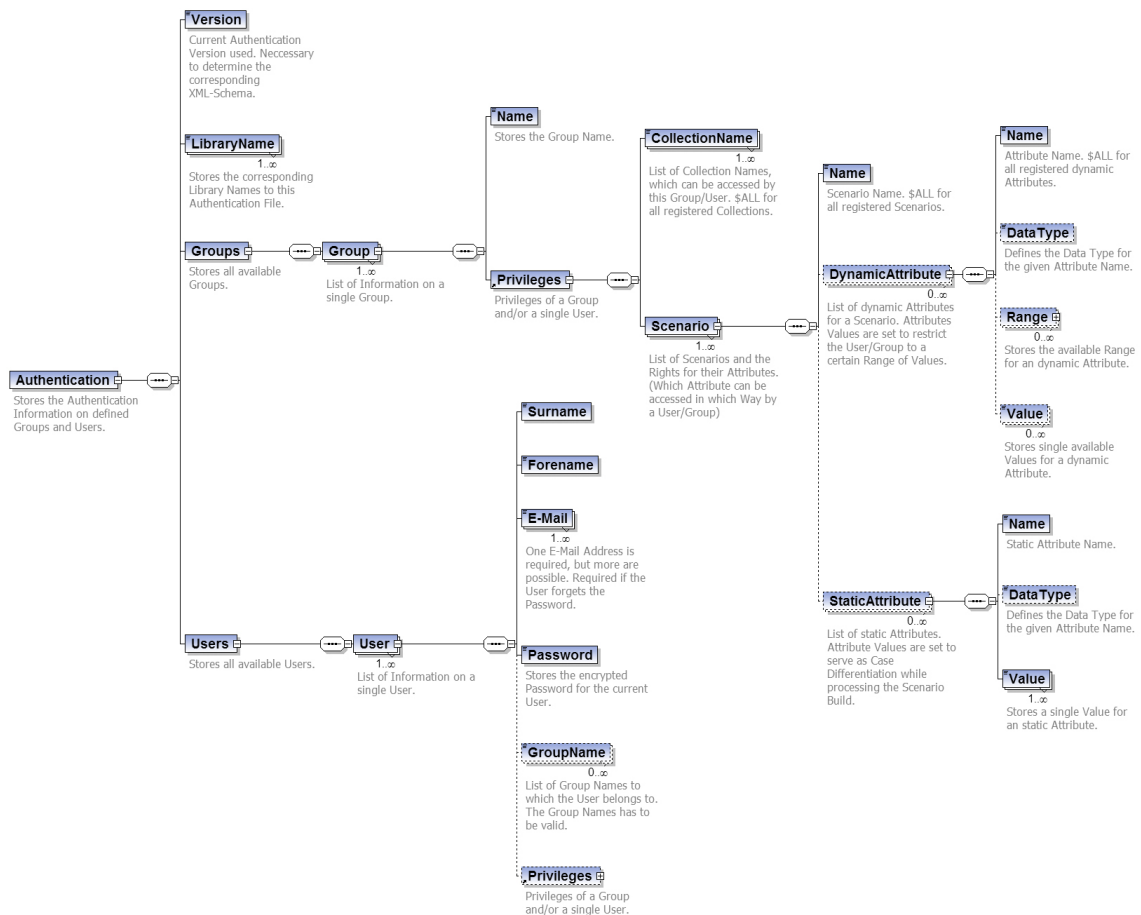 Version
Current Authentication
Version used. Neccessary
to determine the
corresponding
XML-Schema.
LibraryName
1..∞
Stores the corresponding
Library Names to this
Authentication File.
Groups
Stores all available
Groups.
Group
1..∞
List of Information on a
single Group.
Name
Stores the Group Name.
Privileges
Privileges of a Group
and/or a single User.
CollectionName
1..∞
List of Collection Names,
which can be accessed by
this Group/User. $ALL for
all registered Collections.
Scenario
1..∞
List of Scenarios and the
Rights for their Attributes.
(Which Attribute can be
accessed in which Way by
a User/Group)
Name
Scenario Name. $ALL for
all registered Scenarios.
DynamicAttribute
0..∞
List of dynamic Attributes
for a Scenario. Attributes
Values are set to restrict
the User/Group to a
certain Range of Values.
Name
Attribute Name. $ALL for
all registered dynamic
Attributes.
DataType
Defines the Data Type for
the given Attribute Name.
Range
0..∞
Stores the available Range
for an dynamic Attribute.
Value
0..∞
Stores single available
Values for a dynamic
Attribute.
StaticAttribute
0..∞
List of static Attributes.
Attribute Values are set to
serve as Case
Differentiation while
processing the Scenario
Build.
Name
Static Attribute Name.
DataType
Defines the Data Type for
the given Attribute Name.
Value
1..∞
Stores a single Value for
an static Attribute.
Authentication
Stores the Authentication
Information on defined
Groups and Users.
Users
Stores all available Users.
User
1..∞
List of Information on a
single User.
Surname
Forename
E-Mail
1..∞
One E-Mail Address is
required, but more are
possible. Required if the
User forgets the
Password.
Password
Stores the encrypted
Password for the current
User.
GroupName
0..∞
List of Group Names to
which the User belongs to.
The Group Names has to
be valid.
Privileges
Privileges of a Group
and/or a single User.